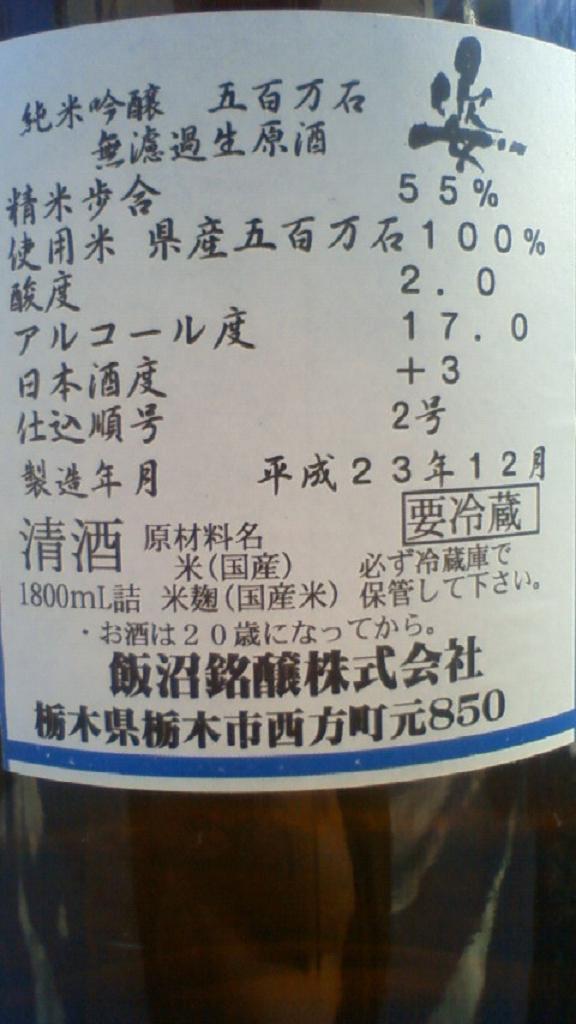 純米吟醸 五百万石
無濾過生原酒
姿
精米歩合 55%
使用米 県産五百万石100%
酸度 2.0
アルコール度 17.0
日本酒度 +3
仕込順号 2号
製造年月 平成23年12月
要冷蔵
清酒 原材料名
米(国産) 必ず冷蔵庫で
1800mL詰 米麹(国産米) 保管して下さい。
・お酒は20歳になってから。
飯沼銘醸株式会社
栃木県栃木市西方町元850